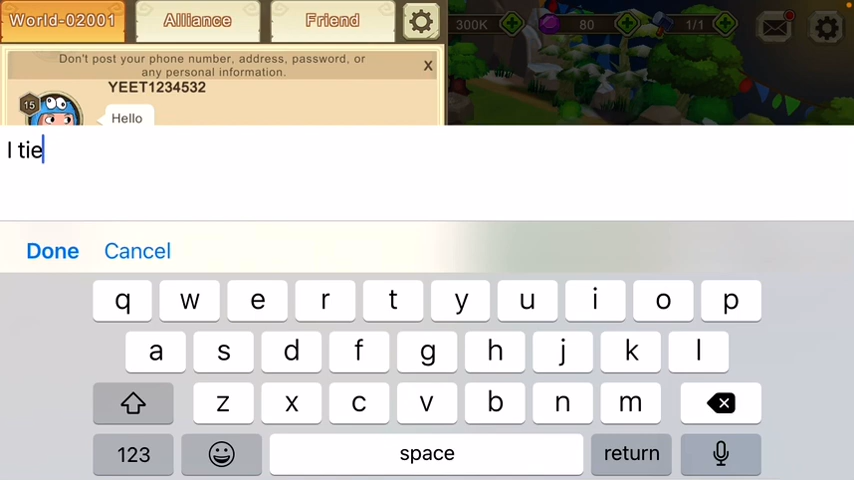 World-02001 Alliance Friend 300K 80 1/1
Don't post your phone number, address, password, or
any personal information. X
YEET1234532
15
Hello
I tie
Done Cancel
q w e r t y u i o p
a s d f g h j k l
z x c v b n m
123 space return